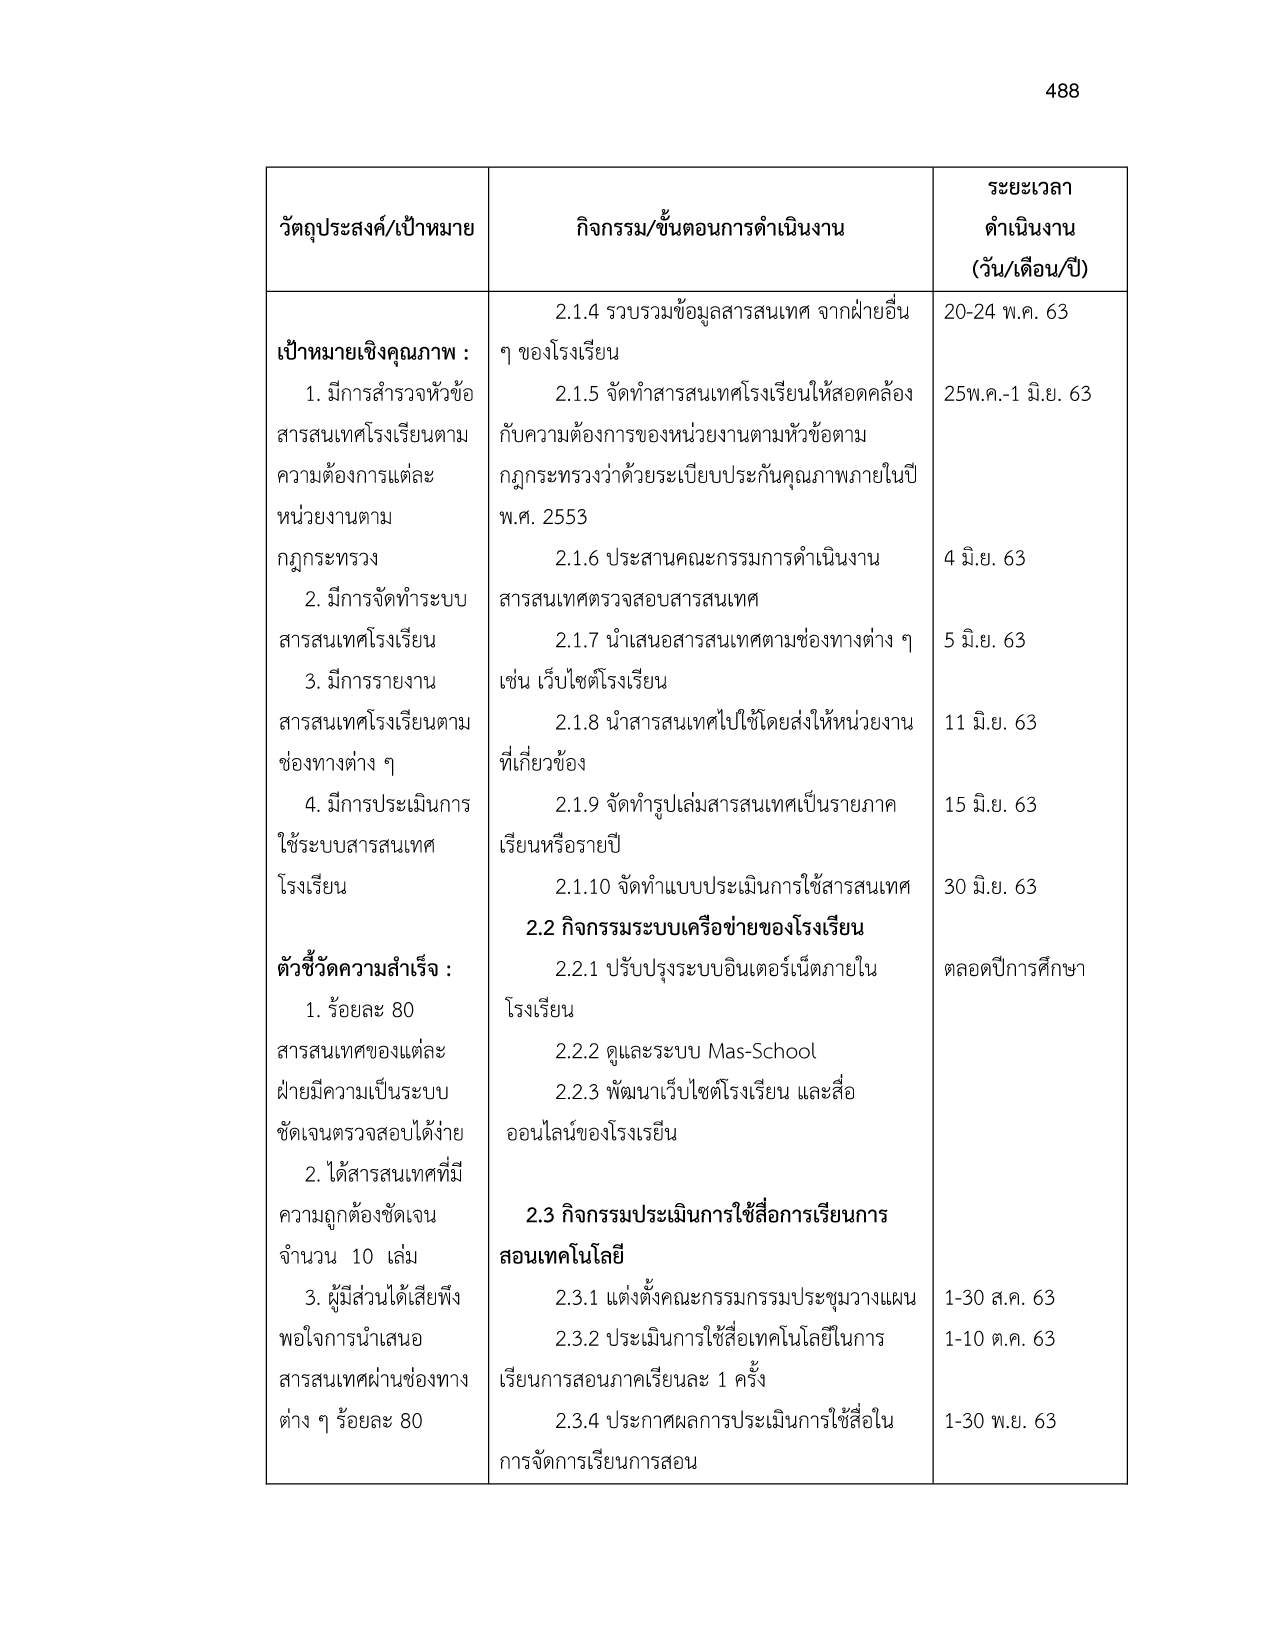 488
วัตถุประสงค์/เป้าหมาย
กิจกรรม/ขั้นตอนการดำเนินงาน
ระยะเวลา
ดำเนินงาน
(วัน/เดือน/ปี)
เป้าหมายเชิงคุณภาพ :
1. มีการสำรวจหัวข้อ
สารสนเทศโรงเรียนตาม
ความต้องการแต่ละ
หน่วยงานตาม
กฎกระทรวง
2. มีการจัดทำระบบ
สารสนเทศโรงเรียน
3. มีการรายงาน
สารสนเทศโรงเรียนตาม
ช่องทางต่าง ๆ
4. มีการประเมินการ
ใช้ระบบสารสนเทศ
โรงเรียน
ตัวชี้วัดความสำเร็จ :
1. ร้อยละ 80
สารสนเทศของแต่ละ
ฝ่ายมีความเป็นระบบ
ชัดเจนตรวจสอบได้ง่าย
2. ได้สารสนเทศที่มี
ความถูกต้องชัดเจน
จำนวน 10 เล่ม
3. ผู้มีส่วนได้เสียพึง
พอใจการนำเสนอ
สารสนเทศผ่านช่องทาง
ต่าง ๆ ร้อยละ 80
2.1.4 รวบรวมข้อมูลสารสนเทศ จากฝ่ายอื่น
ๆ ของโรงเรียน
2.1.5 จัดทำสารสนเทศโรงเรียนให้สอดคล้อง
กับความต้องการของหน่วยงานตามหัวข้อตาม
กฎกระทรวงว่าด้วยระเบียบประกันคุณภาพภายในปี
พ.ศ. 2553
2.1.6 ประสานคณะกรรมการดำเนินงาน
สารสนเทศตรวจสอบสารสนเทศ
2.1.7 นำเสนอสารสนเทศตามช่องทางต่าง ๆ
เช่น เว็บไซต์โรงเรียน
2.1.8 นำสารสนเทศไปใช้โดยส่งให้หน่วยงาน
ที่เกี่ยวข้อง
2.1.9 จัดทำรูปเล่มสารสนเทศเป็นรายภาค
เรียนหรือรายปี
2.1.10 จัดทำแบบประเมินการใช้สารสนเทศ
2.2 กิจกรรมระบบเครือข่ายของโรงเรียน
2.2.1 ปรับปรุงระบบอินเตอร์เน็ตภายใน
โรงเรียน
2.2.2 ดูและระบบ Mas-School
2.2.3 พัฒนาเว็บไซต์โรงเรียน และสื่อ
ออนไลน์ของโรงเรยีน
2.3 กิจกรรมประเมินการใช้สื่อการเรียนการ
สอนเทคโนโลยี
2.3.1 แต่งตั้งคณะกรรมกรรมประชุมวางแผน
2.3.2 ประเมินการใช้สื่อเทคโนโลยีในการ
เรียนการสอนภาคเรียนละ 1 ครั้ง
2.3.4 ประกาศผลการประเมินการใช้สื่อใน
การจัดการเรียนการสอน
20-24 พ.ค. 63
25พ.ค.-1 มิ.ย. 63
4 มิ.ย. 63
5 มิ.ย. 63
11 มิ.ย. 63
15 มิ.ย. 63
30 มิ.ย. 63
ตลอดปีการศึกษา
1-30 ส.ค. 63
1-10 ต.ค. 63
1-30 พ.ย. 63